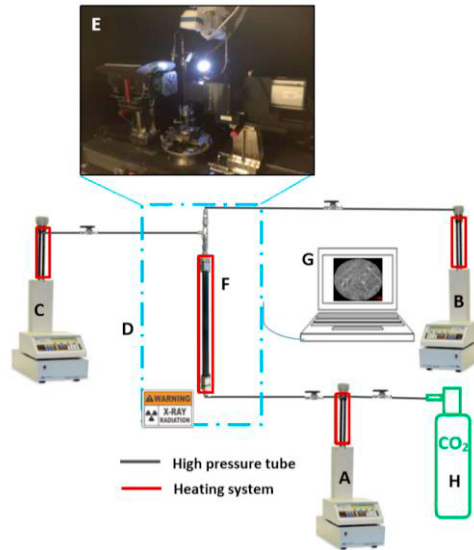 E
C
F
G
B
D
WARNING
X-RAY
RADIATION
CO2
A
H
High pressure tube
Heating system